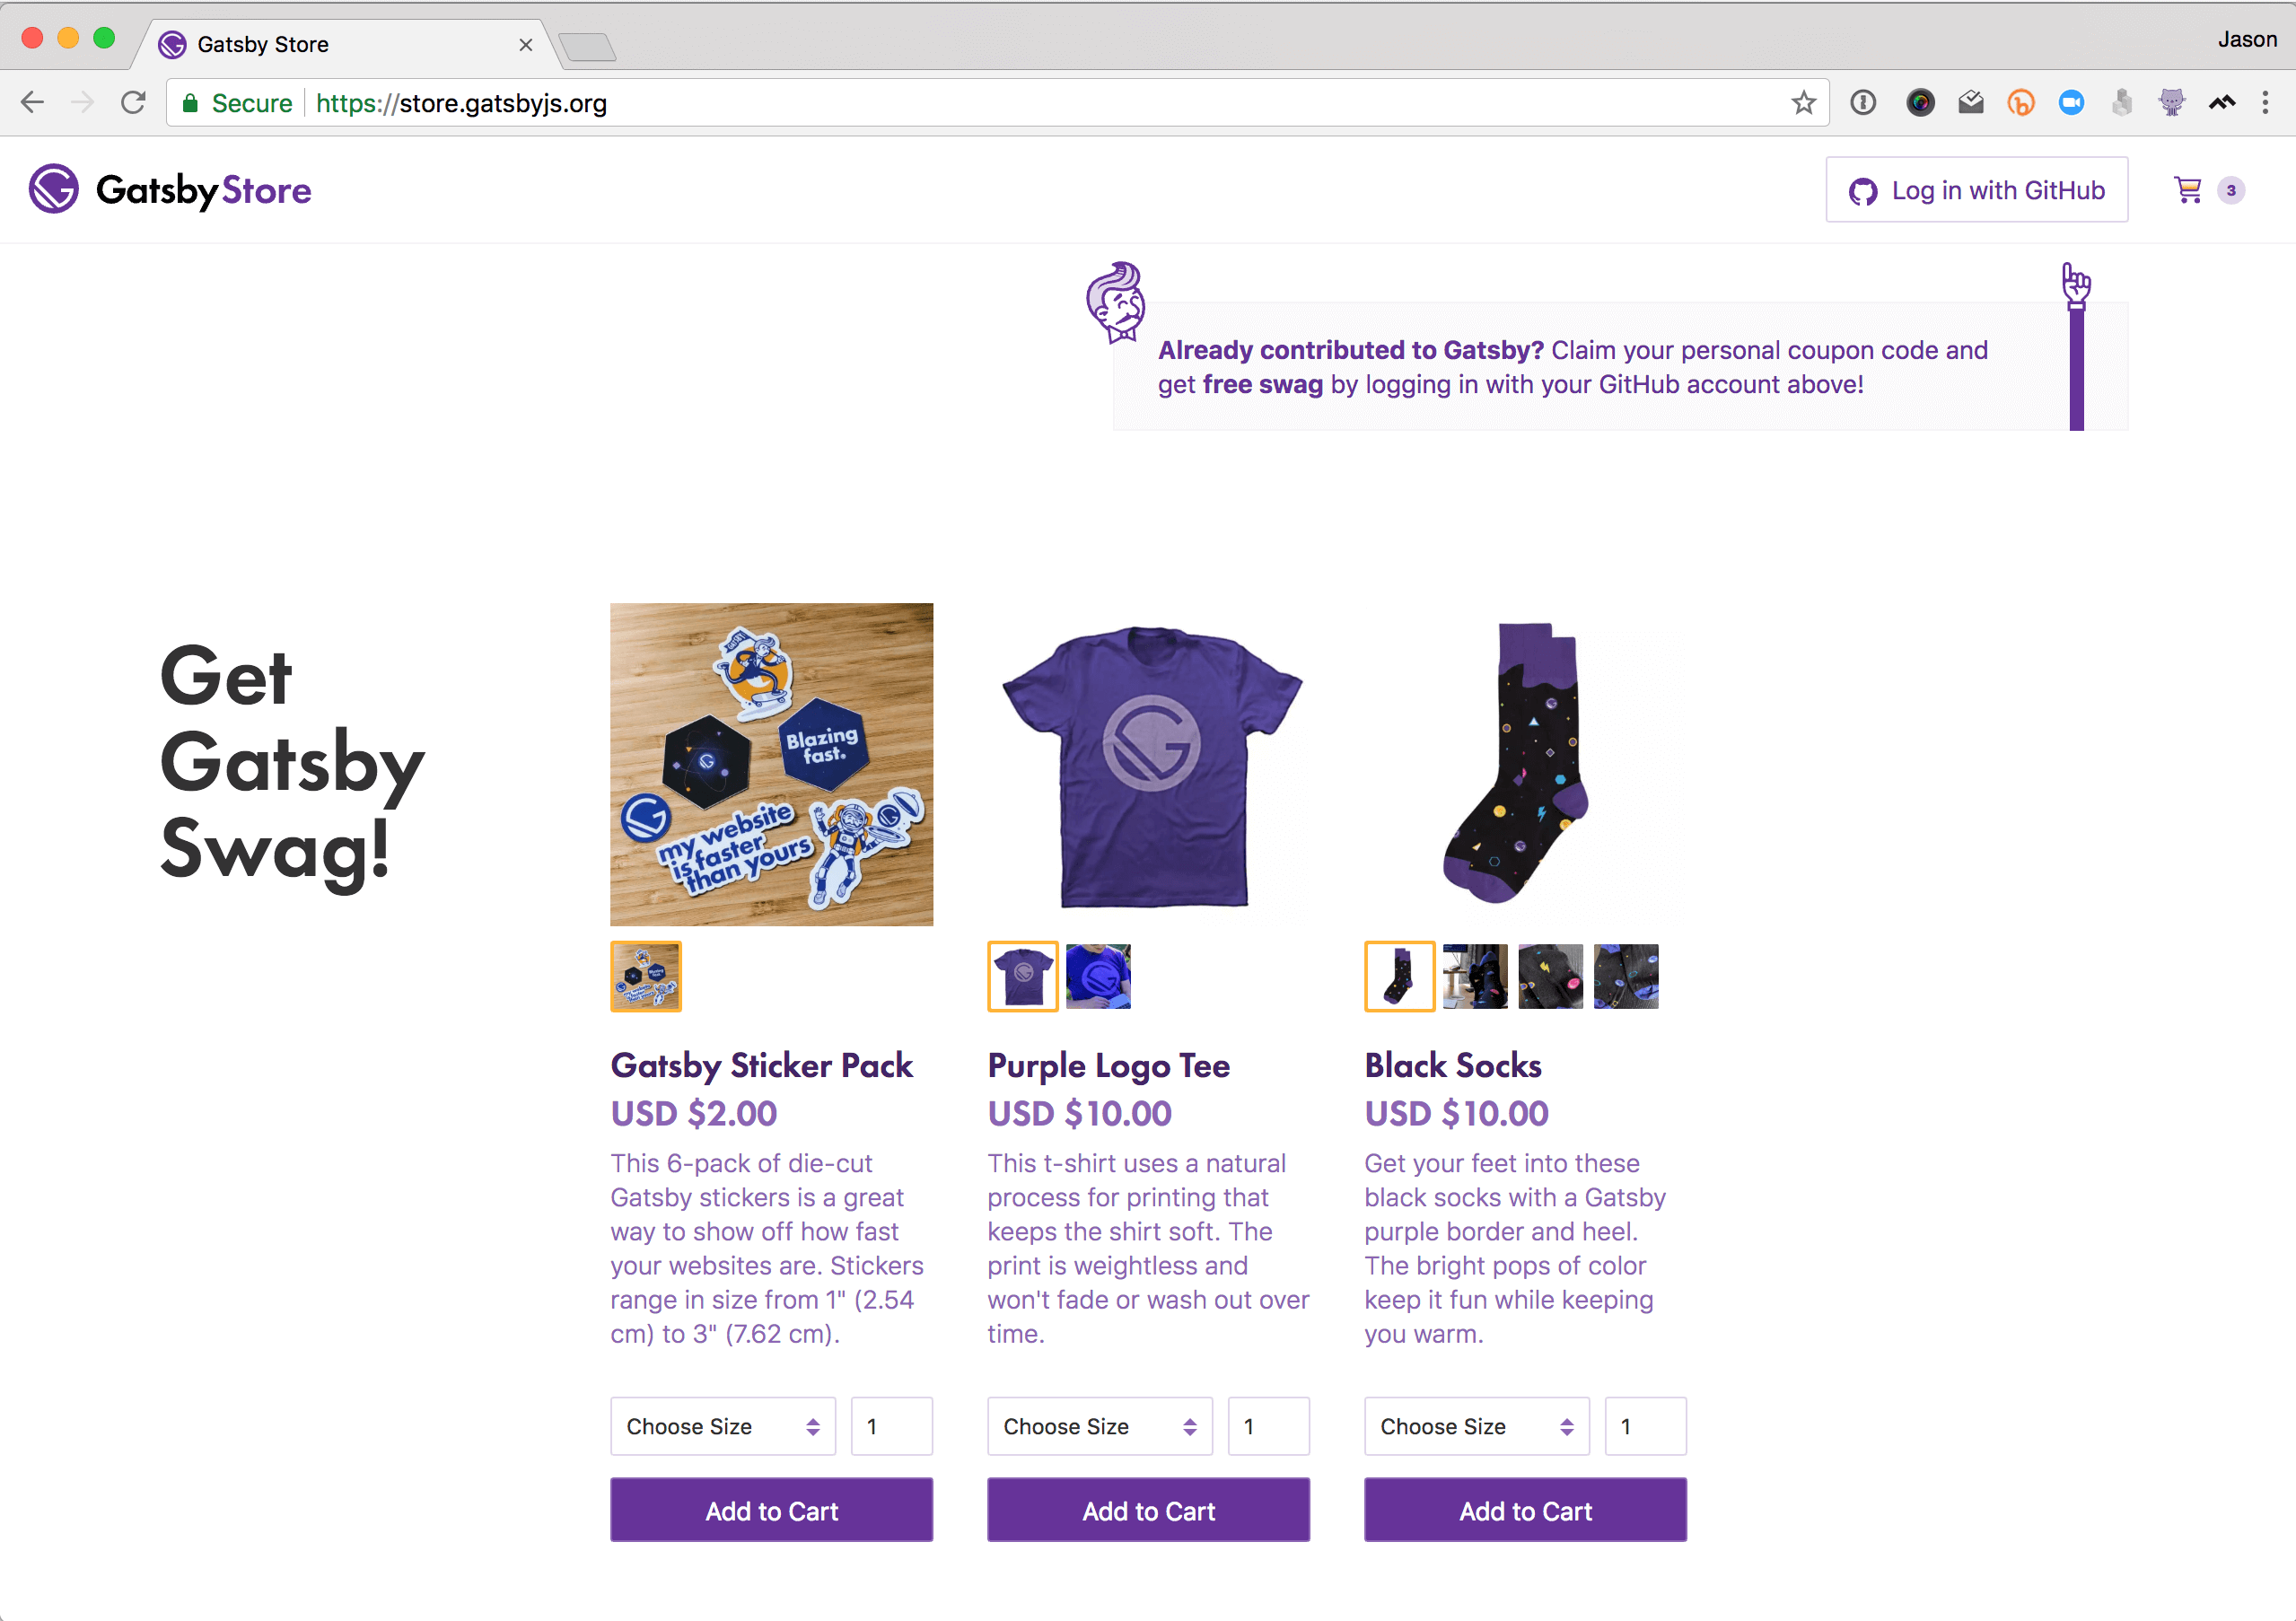 Gatsby Store
Jason
Secure
https://store.gatsbyjs.org
Gatsby Store
Log in with GitHub
3
Already contributed to Gatsby? Claim your personal coupon code and
get free swag by logging in with your GitHub account above!
Get
Gatsby
Swag!
Blazing
fast.
my website
is faster
than yours
Gatsby Sticker Pack
USD $2.00
This 6-pack of die-cut
Gatsby stickers is a great
way to show off how fast
your websites are. Stickers
range in size from 1" (2.54
cm) to 3" (7.62 cm).
Choose Size
1
Add to Cart
Purple Logo Tee
USD $10.00
This t-shirt uses a natural
process for printing that
keeps the shirt soft. The
print is weightless and
won't fade or wash out over
time.
Choose Size
1
Add to Cart
Black Socks
USD $10.00
Get your feet into these
black socks with a Gatsby
purple border and heel.
The bright pops of color
keep it fun while keeping
you warm.
Choose Size
1
Add to Cart